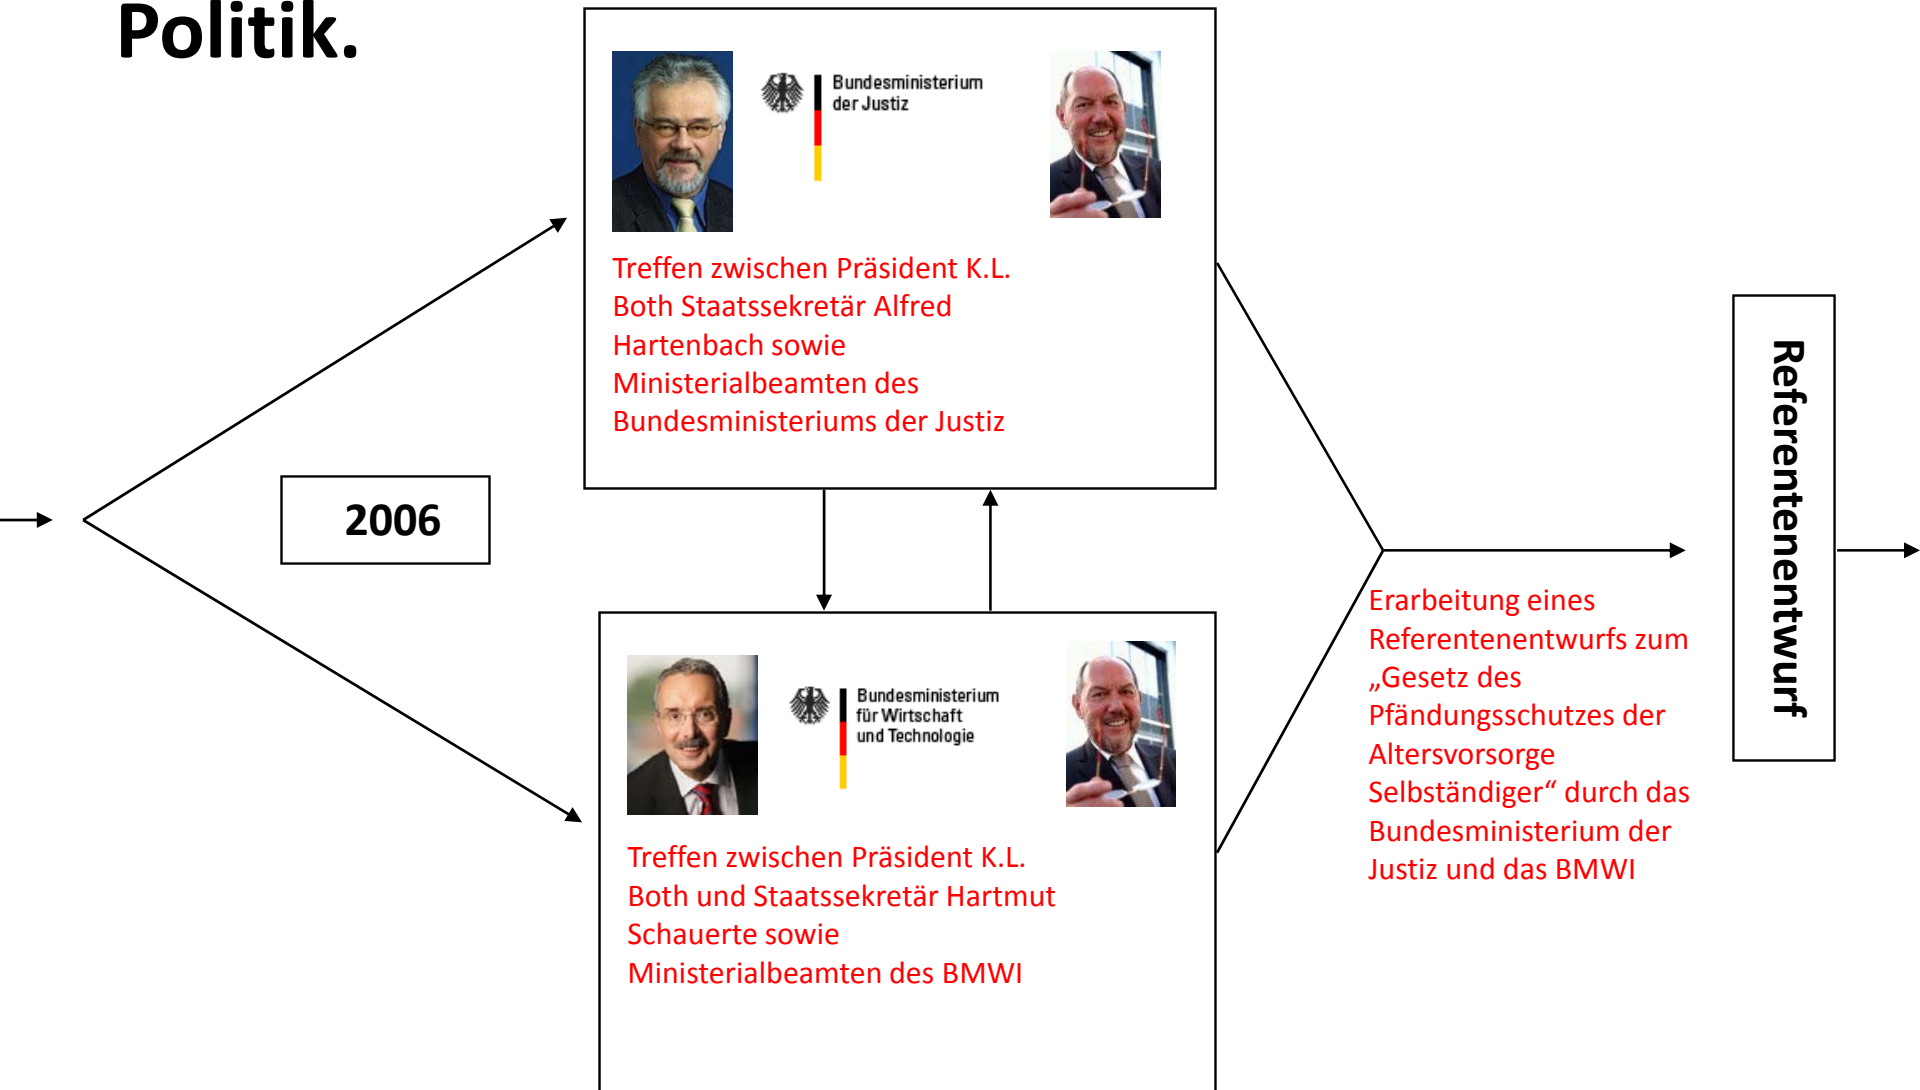 Politik.
Bundesministerium
der Justiz
Treffen zwischen Präsident K.L.
Both Staatssekretär Alfred
Hartenbach sowie
Ministerialbeamten des
Bundesministeriums der Justiz
2006
Bundesministerium
für Wirtschaft
und Technologie
Treffen zwischen Präsident K.L.
Both und Staatssekretär Hartmut
Schauerte sowie
Ministerialbeamten des BMWI
Erarbeitung eines
Referentenentwurfs zum
„Gesetz des
Pfändungsschutzes der
Altersvorsorge
Selbständiger“ durch das
Bundesministerium der
Justiz und das BMWI
Referentenentwurf